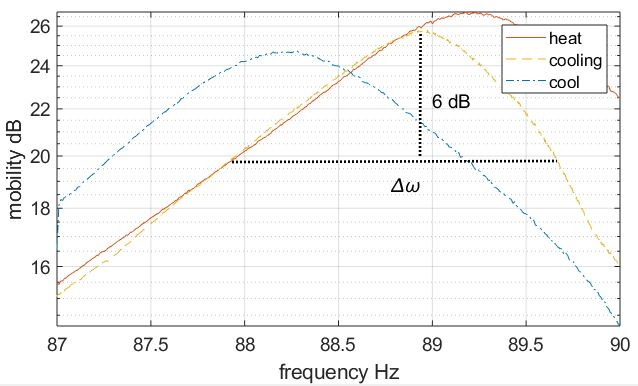 26
24
22
20
18
16
mobility dB
87
87.5
88
88.5
89
89.5
90
frequency Hz
heat
cooling
cool
6 dB
Δω